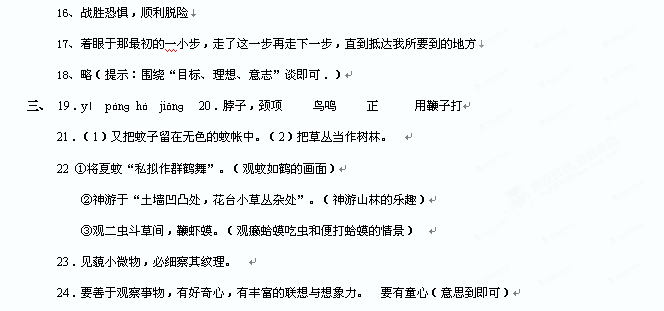 16、战胜恐惧，顺利脱险↓
17、着眼于那最初的一小步，走了这一步再走下一步，直到抵达我所要到的地方↓
18、略（提示：围绕“目标、理想、意志”谈即可．）↵
三、 19．yǐ páng hè jiāng 20．脖子，颈项 鸟鸣 正 用鞭子打↵
21．（1）又把蚊子留在无色的蚊帐中。（2）把草丛当作树林。 ↵
22 ①将夏蚊“私拟作群鹤舞”。（观蚊如鹤的画面）↵
②神游于“土墙凹凸处，花台小草丛杂处”。（神游山林的乐趣）↵
③观二虫斗草间，鞭虾蟆。（观癞蛤蟆吃虫和便打蛤蟆的情景） ↵
23．见藐小微物，必细察其纹理。 ↵
24．要善于观察事物，有好奇心，有丰富的联想与想象力。 要有童心（意思到即可）↵